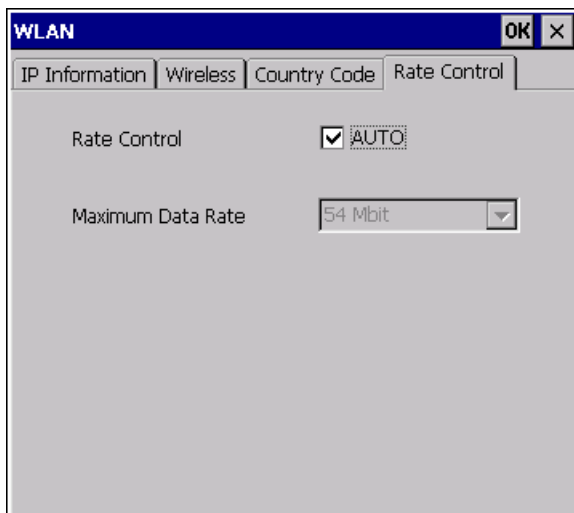 WLAN OK ×
IP Information Wireless Country Code Rate Control
Rate Control AUTO
Maximum Data Rate 54 Mbit